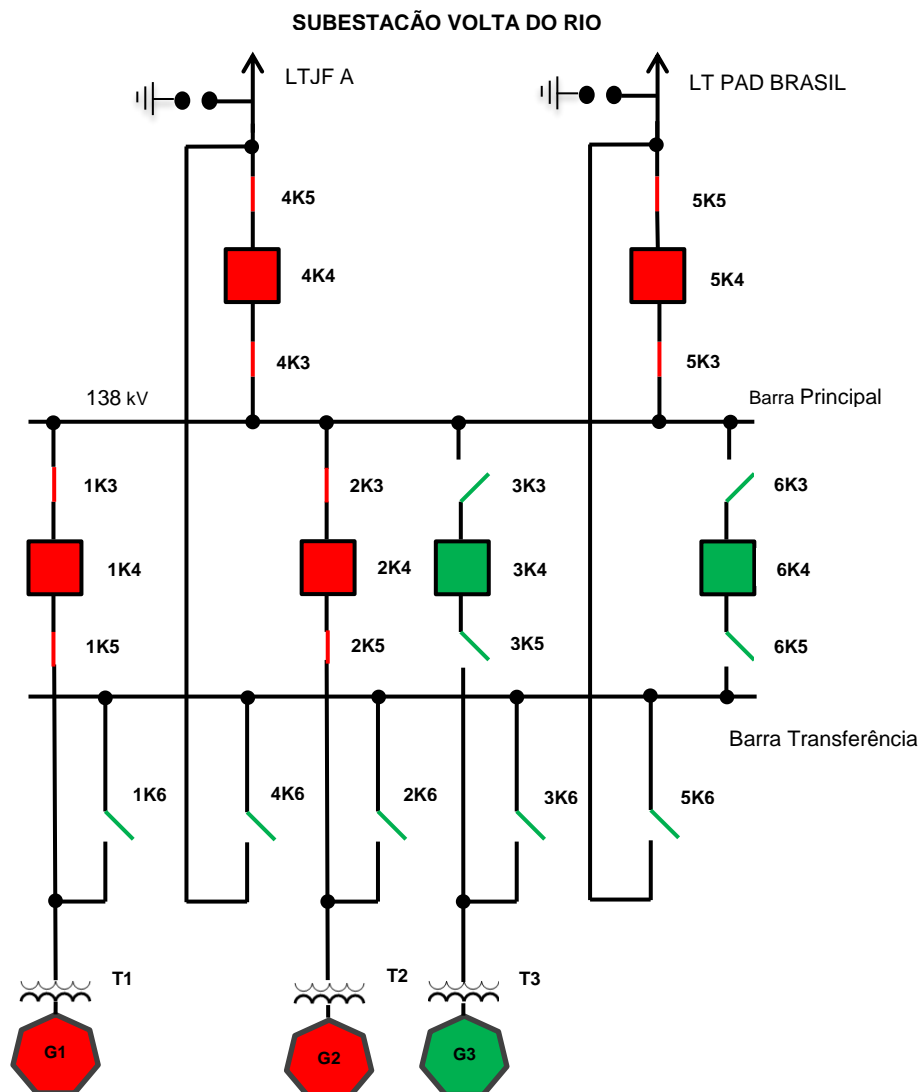 SUBESTACÃO VOLTA DO RIO
LTJF A
LT PAD BRASIL
4K5
5K5
4K4
5K4
4K3
5K3
138 kV
Barra Principal
1K3
2K3
3K3
6K3
1K4
2K4
3K4
6K4
1K5
2K5
3K5
6K5
Barra Transferência
1K6
4K6
2K6
3K6
5K6
T1
T2
T3
G1
G2
G3